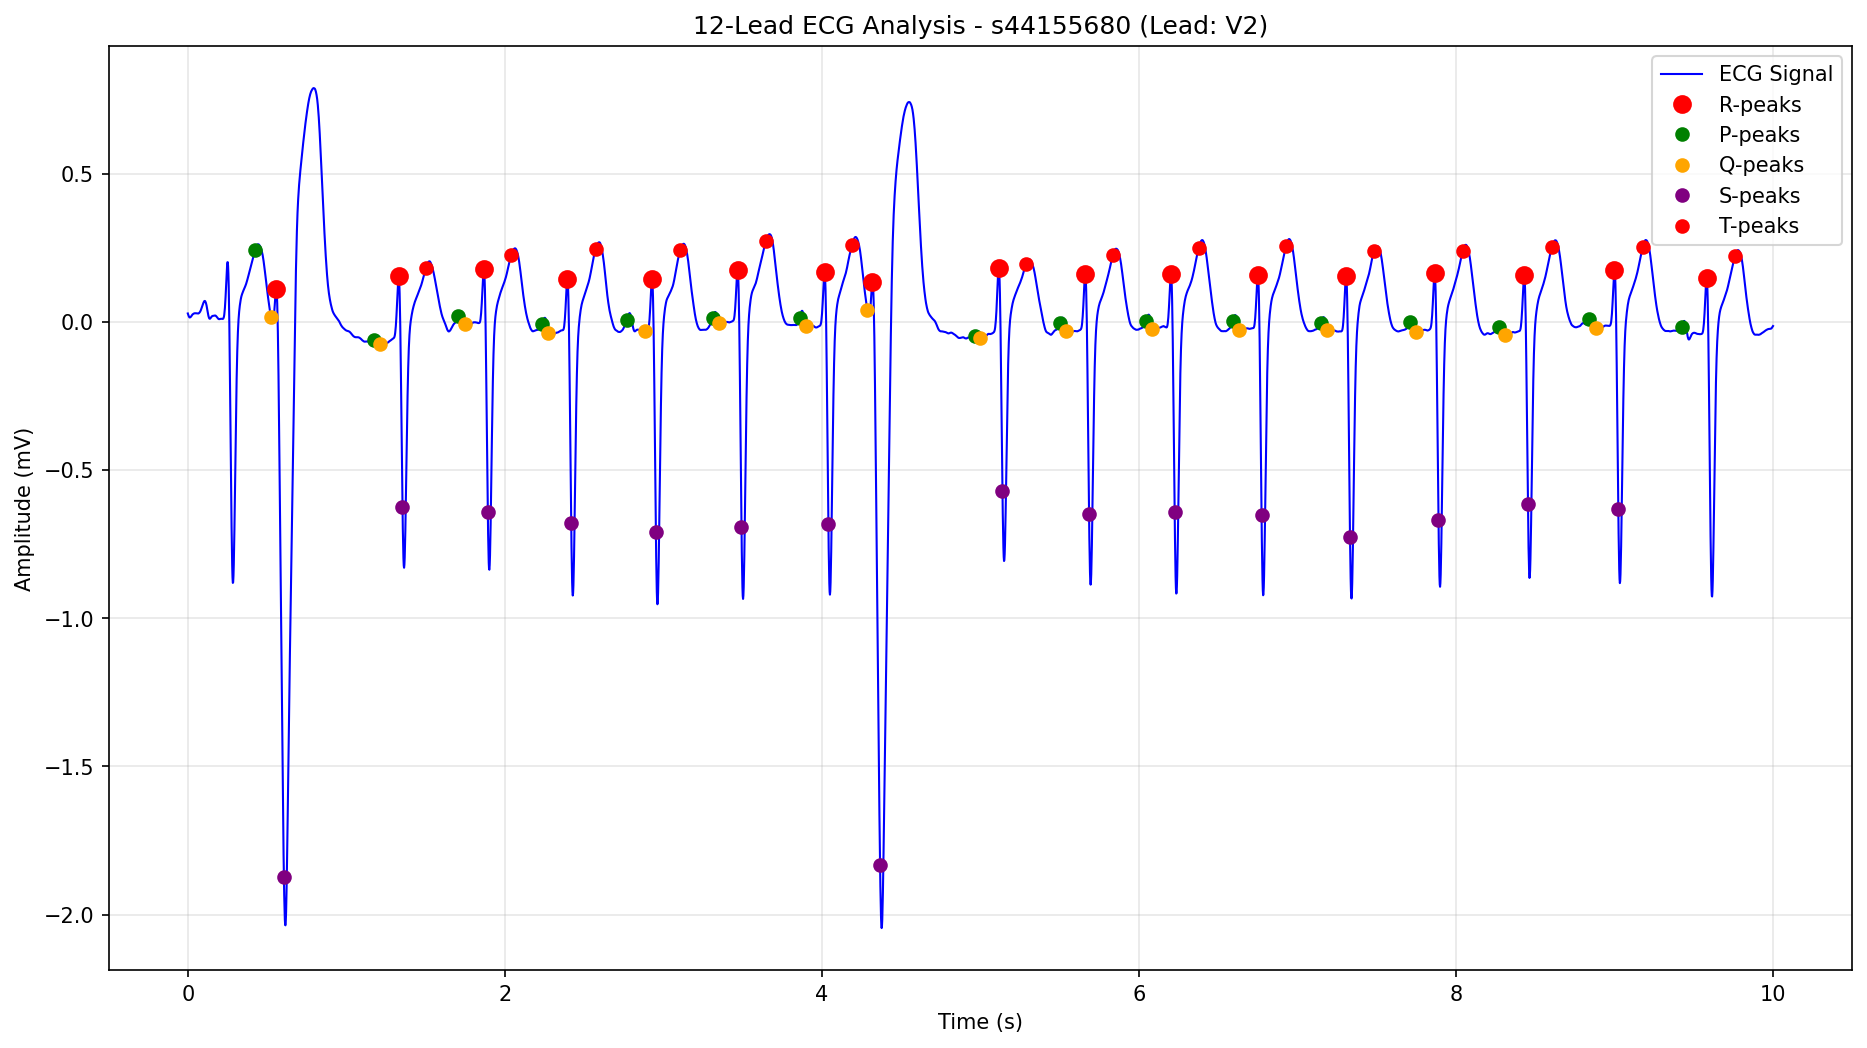 12-Lead ECG Analysis - s44155680 (Lead: V2)
ECG Signal
R-peaks
P-peaks
Q-peaks
S-peaks
T-peaks
Amplitude (mV)
0.5
0.0
−0.5
−1.0
−1.5
−2.0
0 2 4 6 8 10
Time (s)